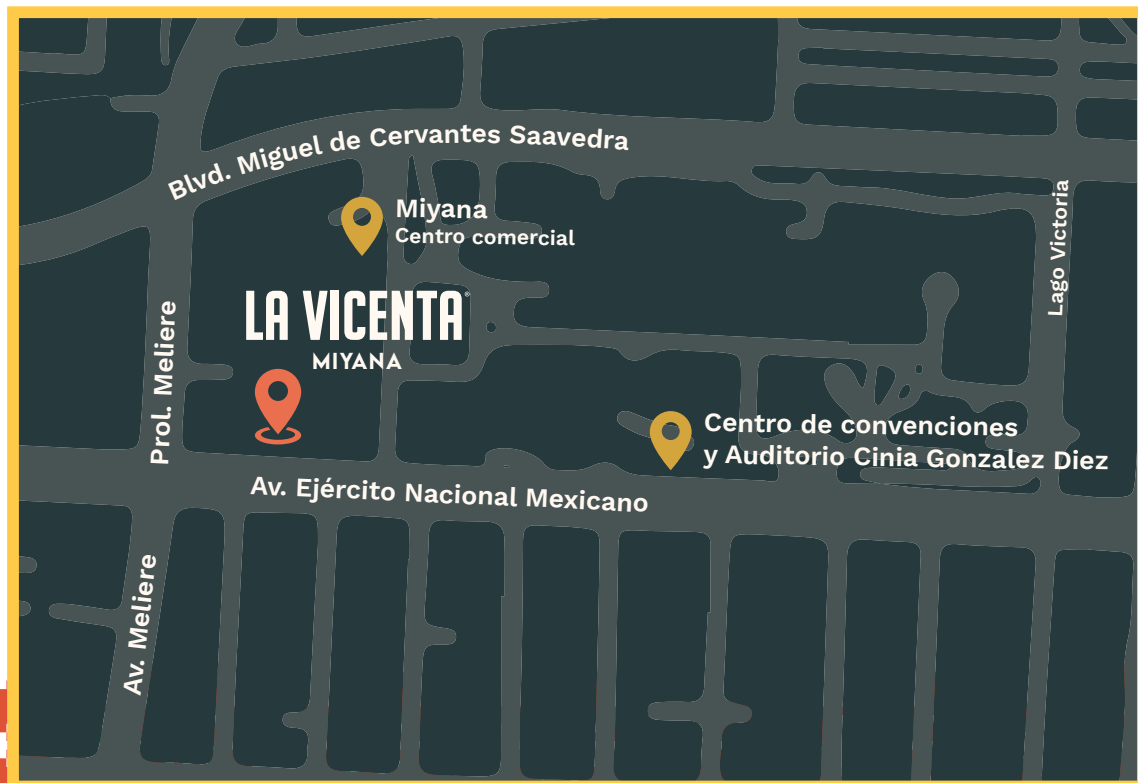 Blvd. Miguel de Cervantes Saavedra
Miyana
Centro comercial
Lago Victoria
LA VICENTA®
MIYANA
Prol. Meliere
Centro de convenciones
y Auditorio Cinia Gonzalez Diez
Av. Ejército Nacional Mexicano
Av. Meliere